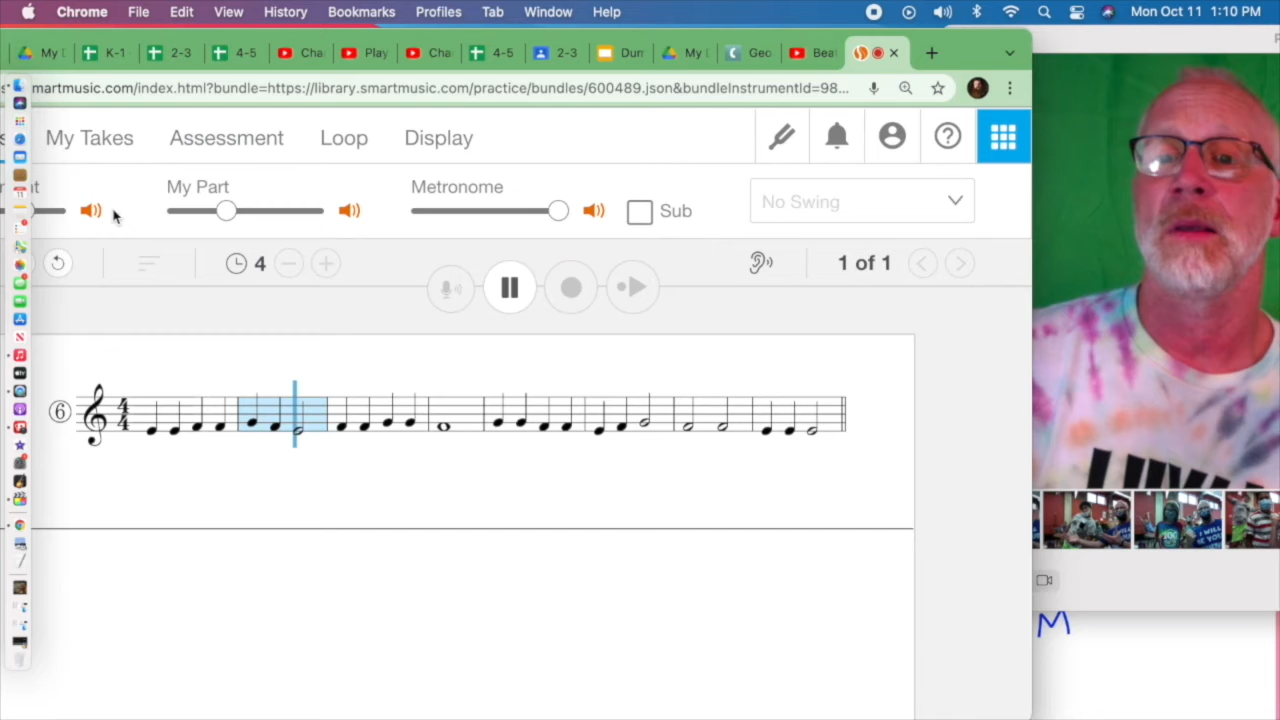 Chrome File Edit View History Bookmarks Profiles Tab Window Help Mon Oct 11 1:10 PM
My D K-1 2-3 4-5 Cha Play Cha 4-5 2-3 Dum My D Geo Beat
martmusic.com/index.html?bundle=https://library.smartmusic.com/practice/bundles/600489.json&bundleInstrumentId=98...
My Takes Assessment Loop Display
My Part Metronome
Sub No Swing
4 1 of 1
6 4 4
I WILL
M